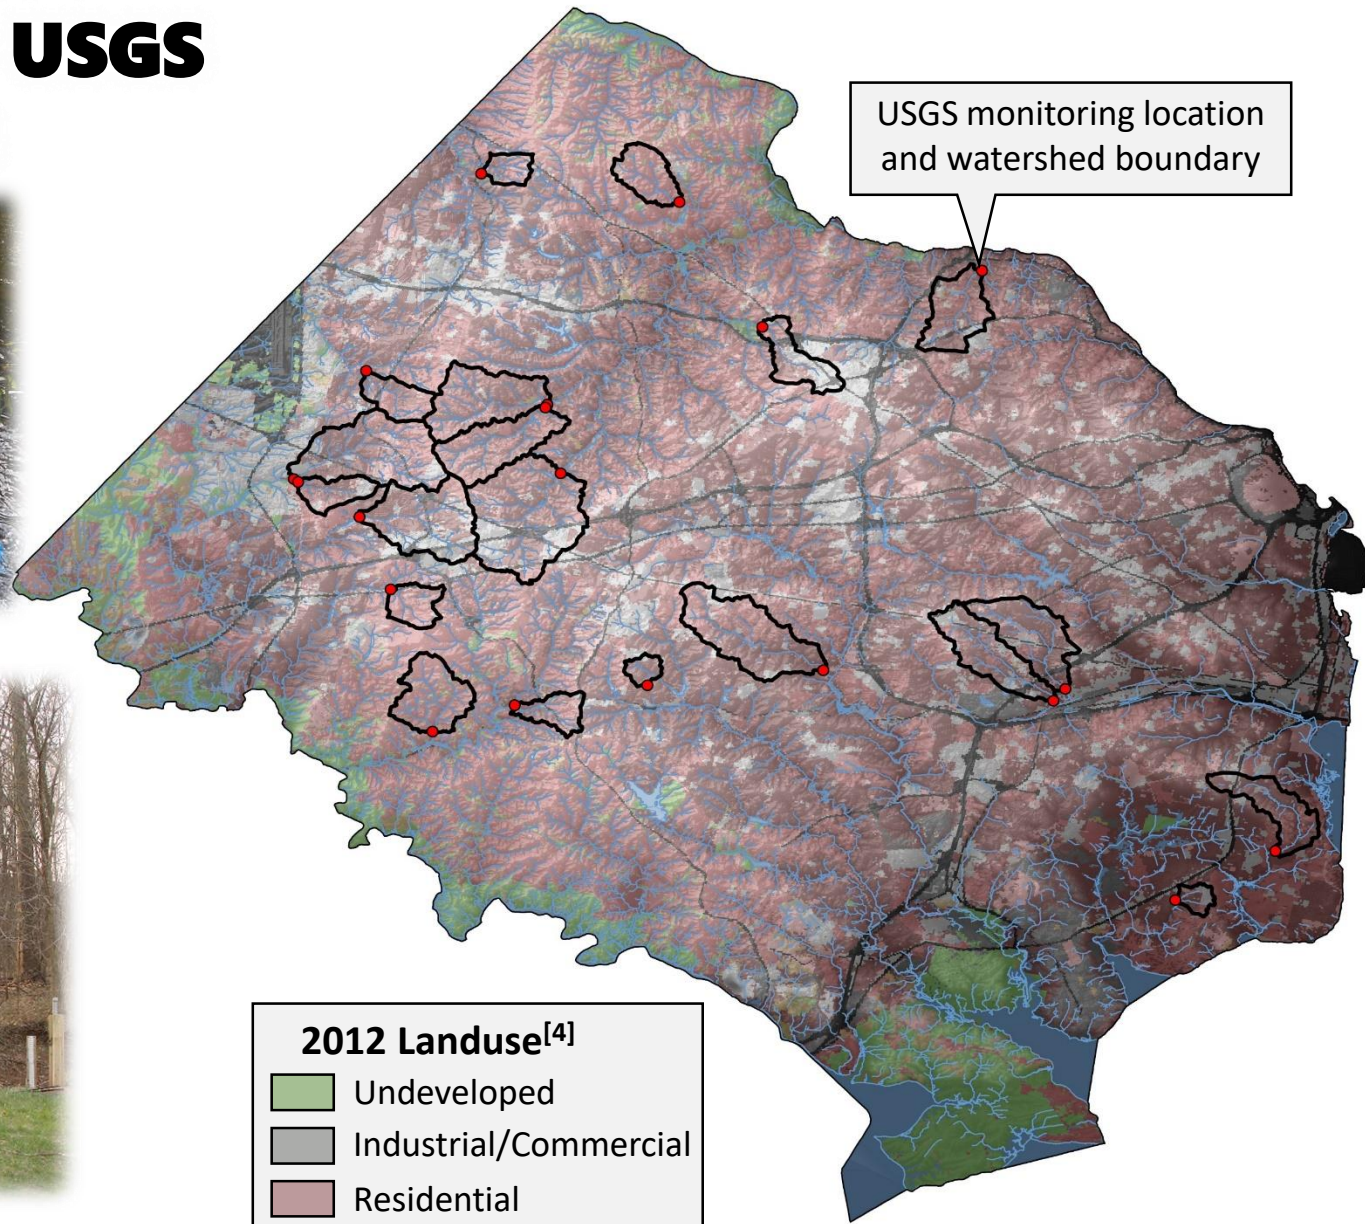 USGS
USGS monitoring location
and watershed boundary
2012 Landuse[4]
Undeveloped
Industrial/Commercial
Residential